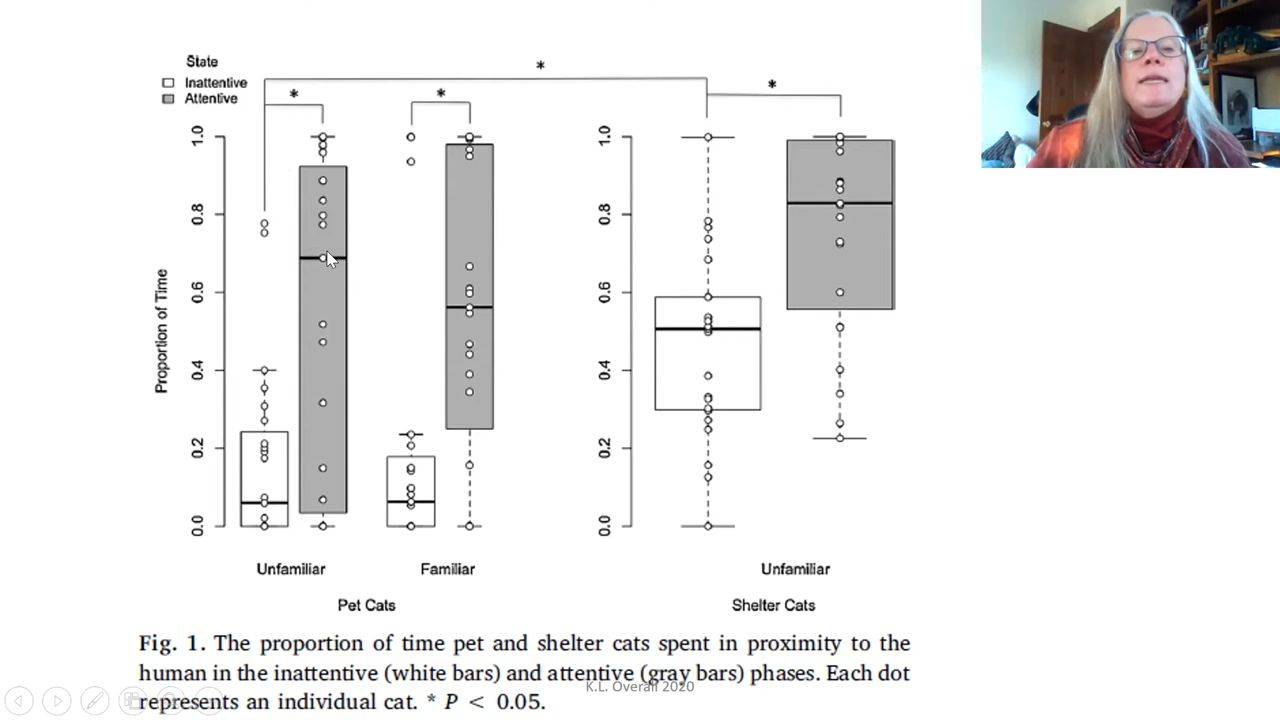 State
Inattentive
Attentive
*
*
*
*
1.0
0.8
0.6
0.4
0.2
0.0
Proportion of Time
1.0
0.8
0.6
0.4
0.2
0.0
Unfamiliar
Familiar
Unfamiliar
Pet Cats
Shelter Cats
Fig. 1. The proportion of time pet and shelter cats spent in proximity to the
human in the inattentive (white bars) and attentive (gray bars) phases. Each dot
K.L. Overall 2020
represents an individual cat. * P < 0.05.